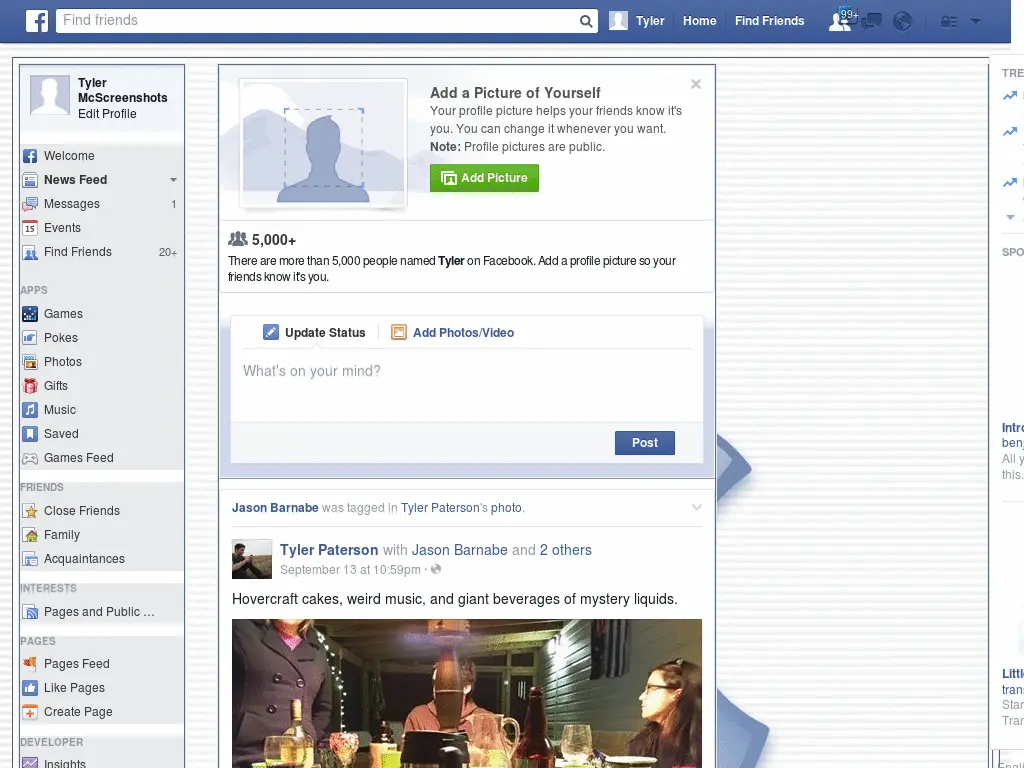 Find friends
Tyler
Home
Find Friends
99+
Tyler
McScreenshots
Edit Profile
Welcome
News Feed
Messages
1
15
Events
Find Friends
20+
APPS
Games
Pokes
Photos
Gifts
Music
Saved
Games Feed
FRIENDS
Close Friends
Family
Acquaintances
INTERESTS
Pages and Public ...
PAGES
Pages Feed
Like Pages
Create Page
DEVELOPER
Insights
Add a Picture of Yourself
Your profile picture helps your friends know it's
you. You can change it whenever you want.
Note: Profile pictures are public.
Add Picture
5,000+
There are more than 5,000 people named Tyler on Facebook. Add a profile picture so your
friends know it's you.
Update Status
Add Photos/Video
What's on your mind?
Post
Jason Barnabe was tagged in Tyler Paterson's photo.
Tyler Paterson with Jason Barnabe and 2 others
September 13 at 10:59pm ·
Hovercraft cakes, weird music, and giant beverages of mystery liquids.
TRE
SPO
Intro
benj
All y
this.
Littl
trans
Star
Tran
Engli